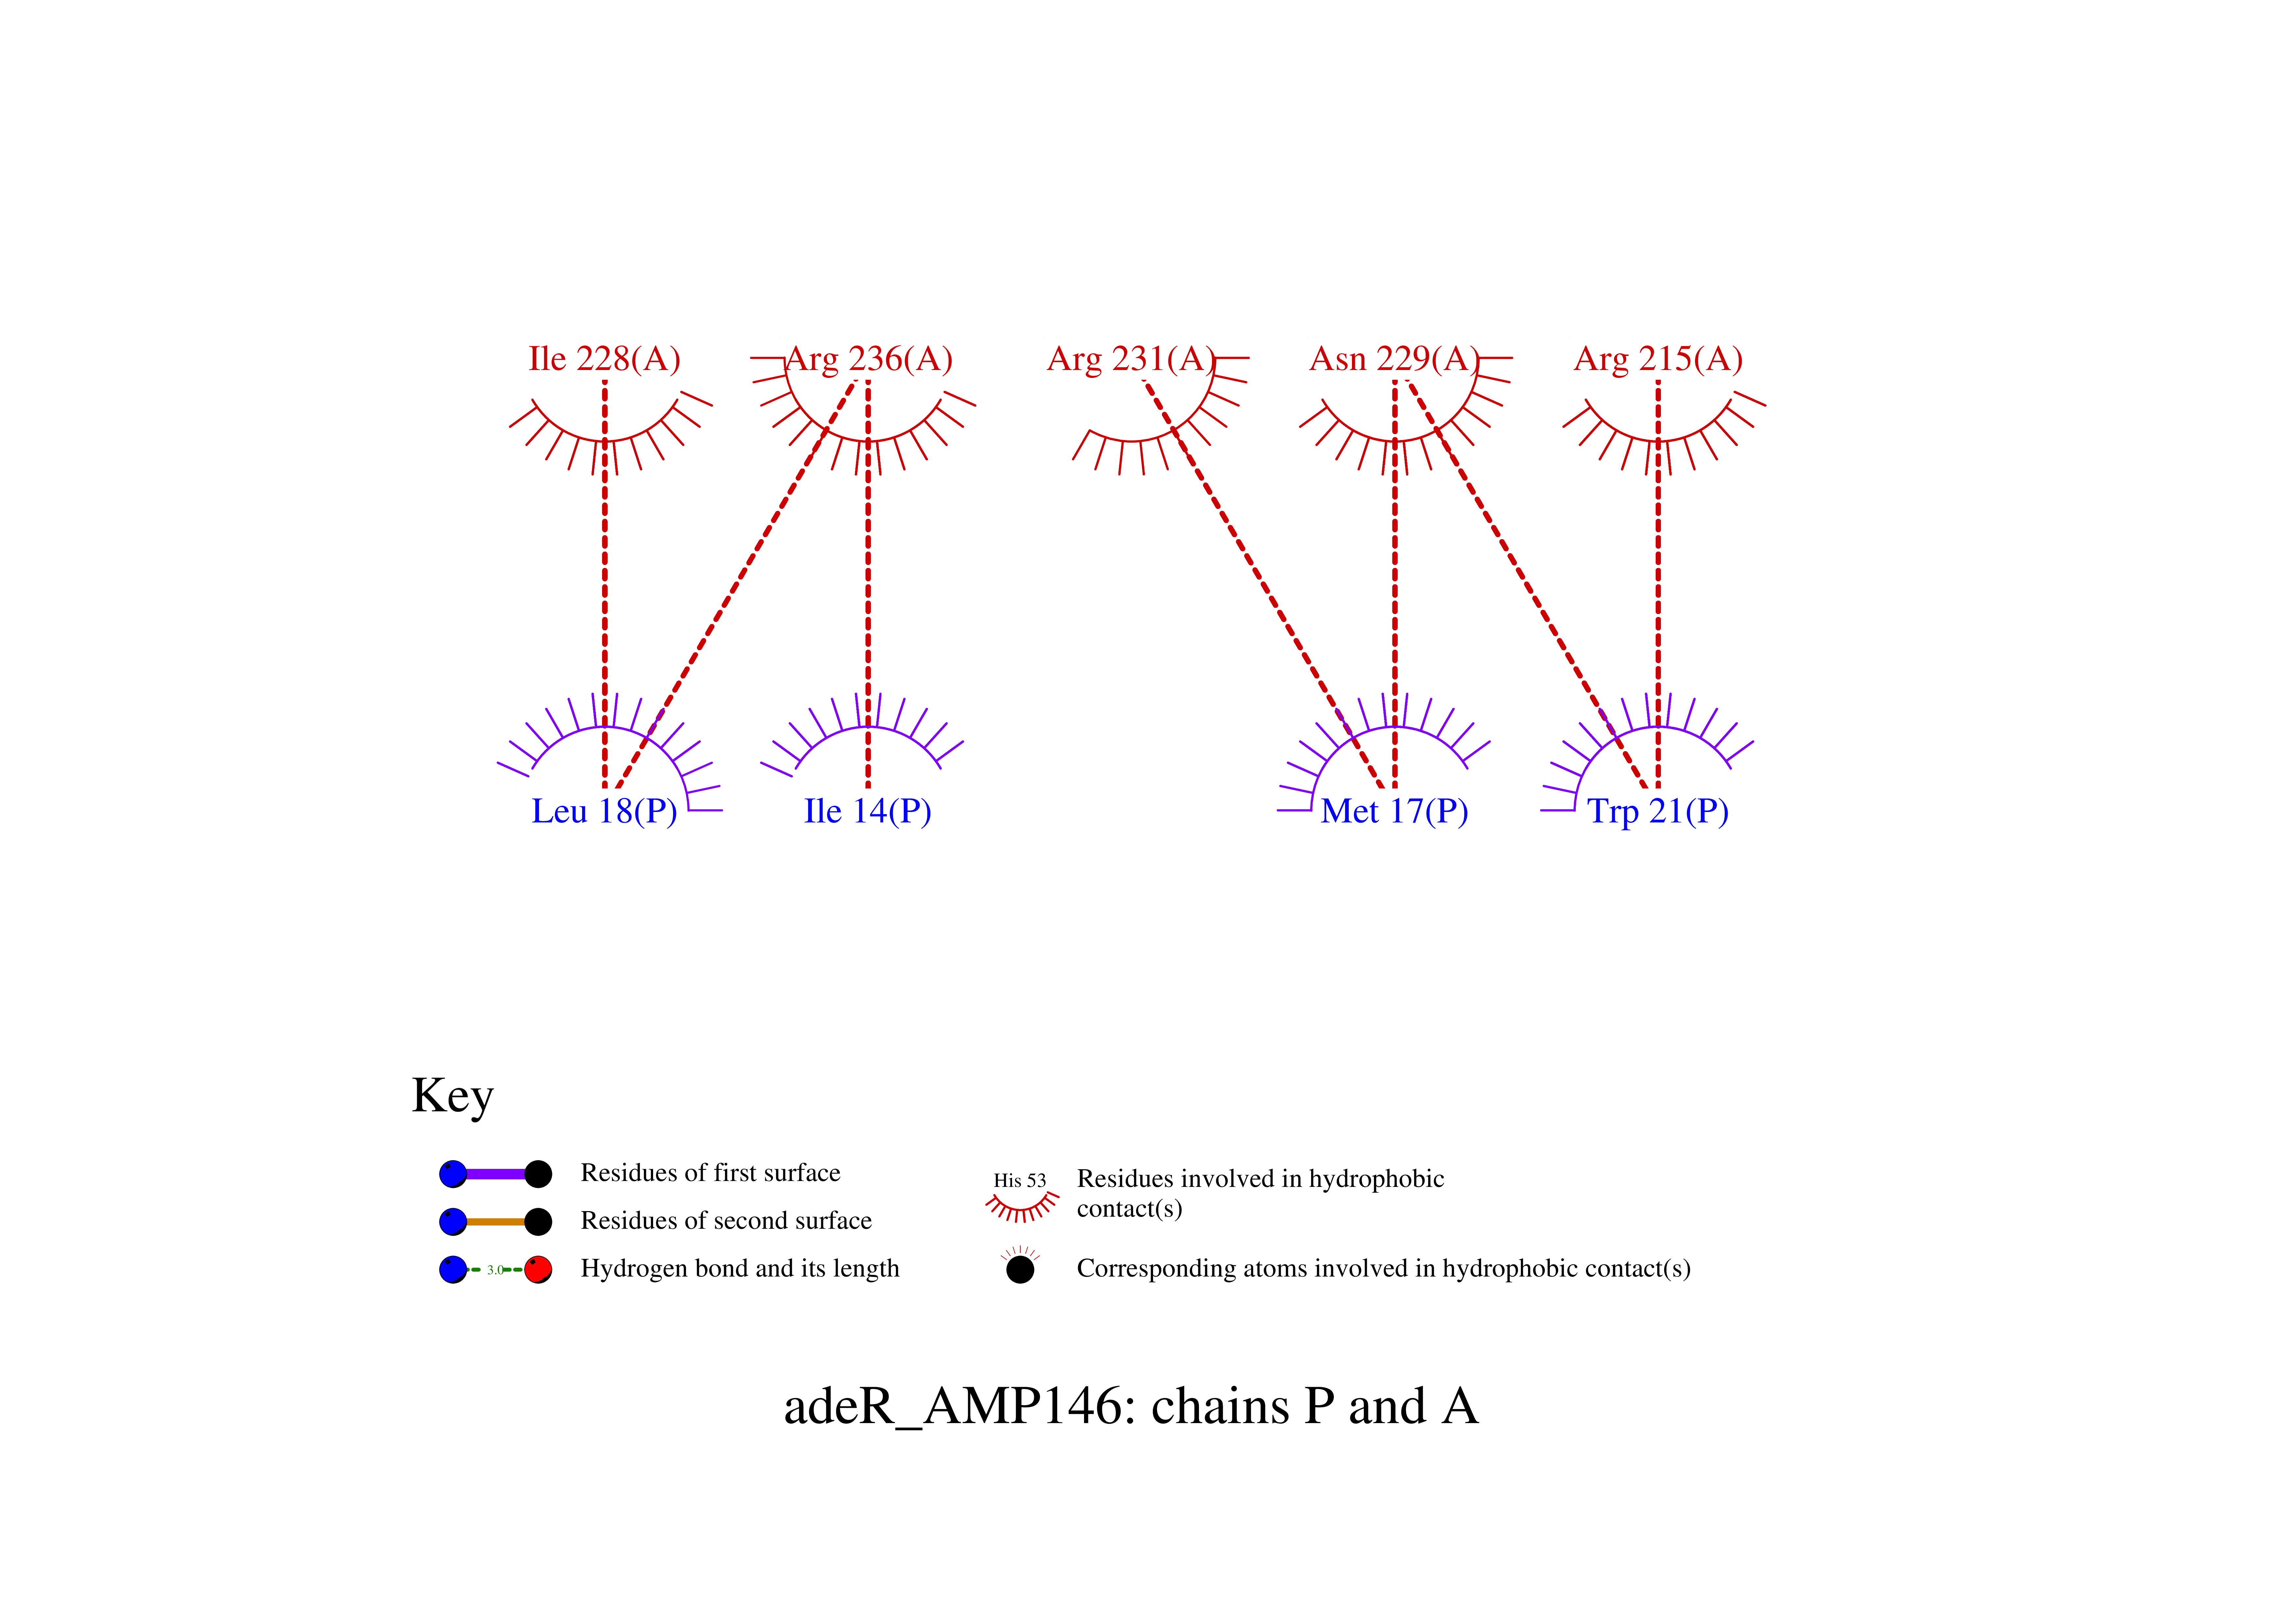 Ile 228(A) Arg 236(A) Arg 231(A) Asn 229(A) Arg 215(A)
Leu 18(P) Ile 14(P) Met 17(P) Trp 21(P)
Key
Residues of first surface
Residues of second surface
3.0 Hydrogen bond and its length
His 53 Residues involved in hydrophobic
contact(s)
Corresponding atoms involved in hydrophobic contact(s)
adeR_AMP146: chains P and A